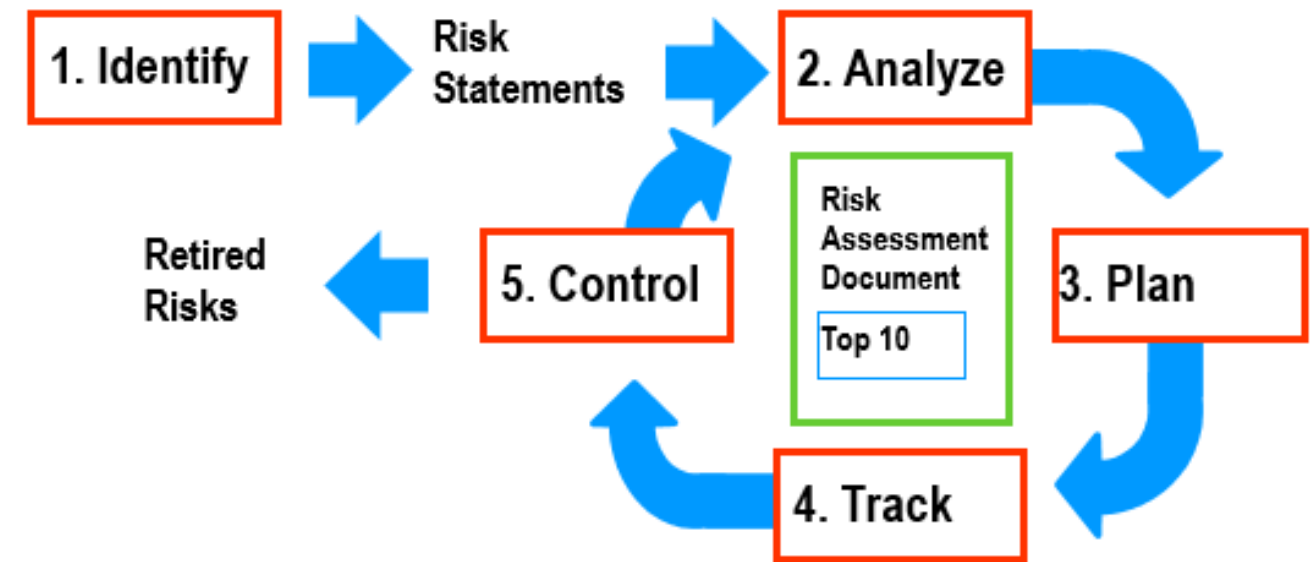 1. Identify
Risk
Statements
2. Analyze
Risk
Assessment
Document
Top 10
3. Plan
4. Track
5. Control
Retired
Risks